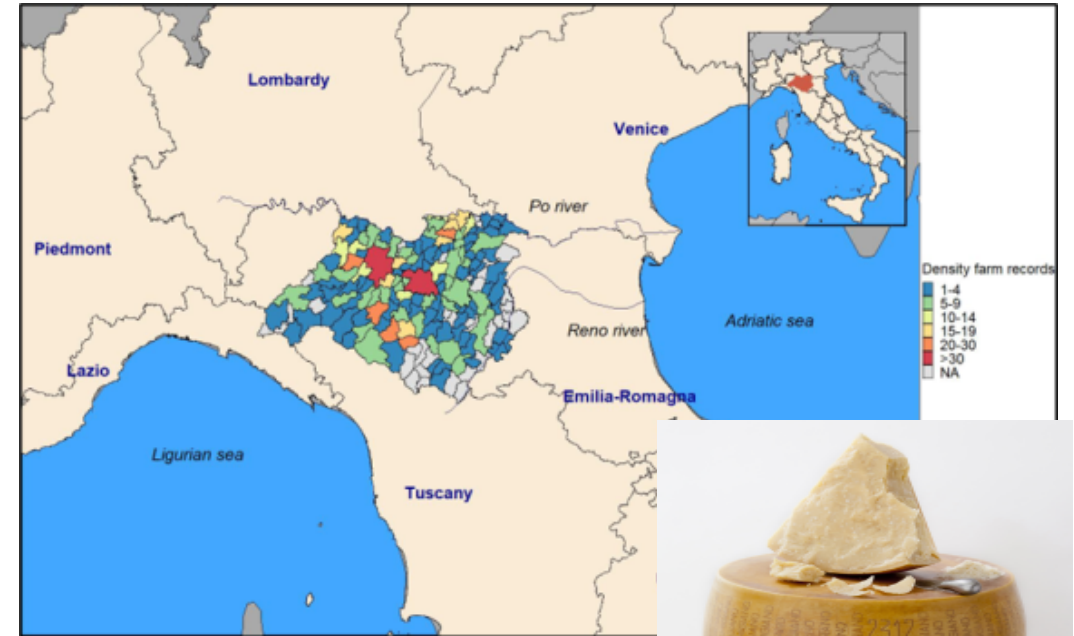 Lombardy
Venice
Po river
Piedmont
Density farm records
1-4
5-9
10-14
15-19
20-30
>30
NA
Reno river
Adriatic sea
Lazio
Emilia-Romagna
Ligurian sea
Tuscany
2312